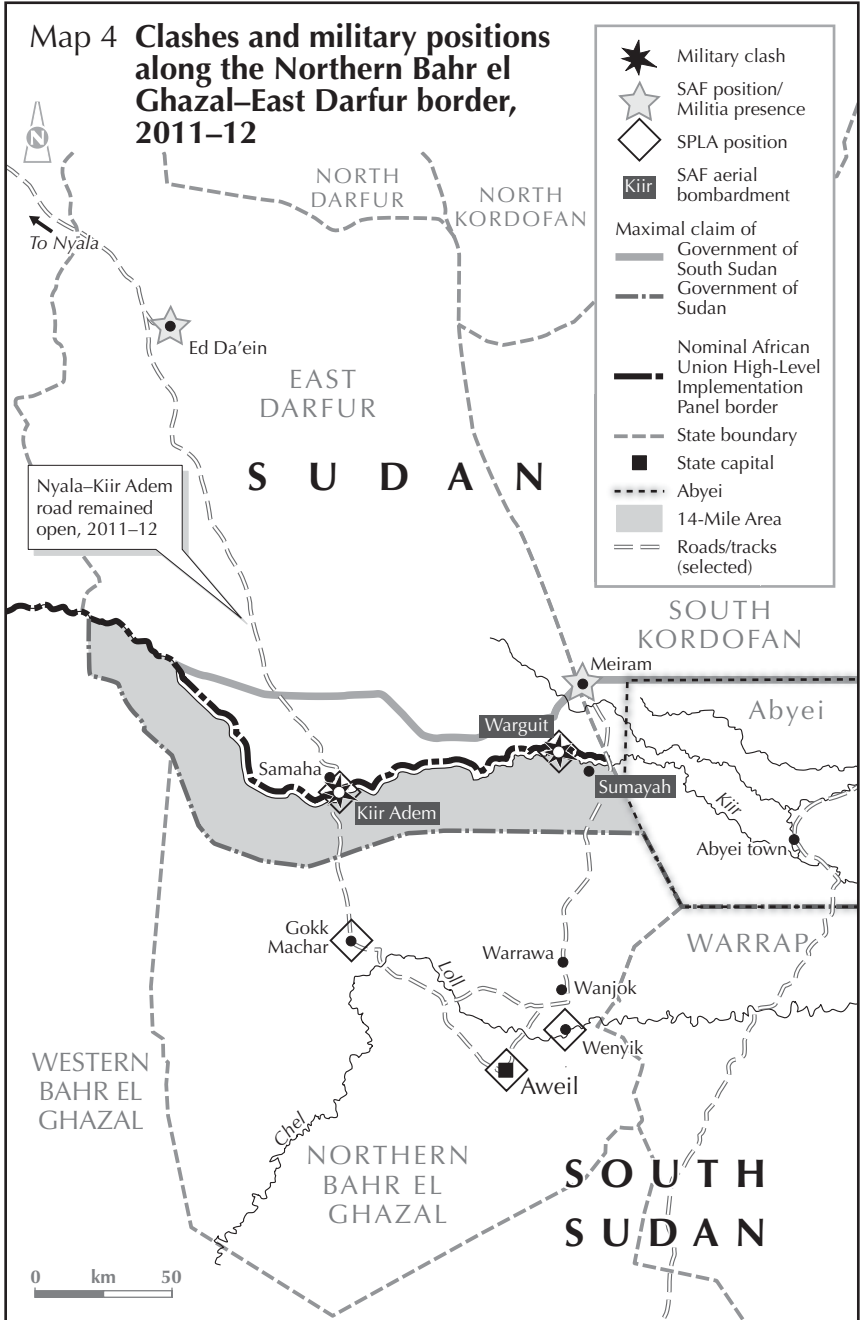 Map 4 Clashes and military positions
along the Northern Bahr el
Ghazal–East Darfur border,
2011–12
N
Military clash
SAF position/
Militia presence
SPLA position
Kiir
SAF aerial
bombardment
Maximal claim of
Government of
South Sudan
Government of
Sudan
Nominal African
Union High-Level
Implementation
Panel border
State boundary
State capital
Abyei
14-Mile Area
Roads/tracks
(selected)
NORTH
DARFUR
NORTH
KORDOFAN
To Nyala
Ed Da’ein
EAST
DARFUR
SUDAN
Nyala–Kiir Adem
road remained
open, 2011–12
SOUTH
KORDOFAN
Meiram
Abyei
Warguit
Samaha
Sumayah
Kiir
Kiir Adem
Abyei town
Gokk
Machar
WARRAP
Warrawa
Loll
Wanjok
Wenyik
WESTERN
BAHR EL
GHAZAL
Aweil
Chel
NORTHERN
BAHR EL
GHAZAL
SOUTH
SUDAN
0 km 50